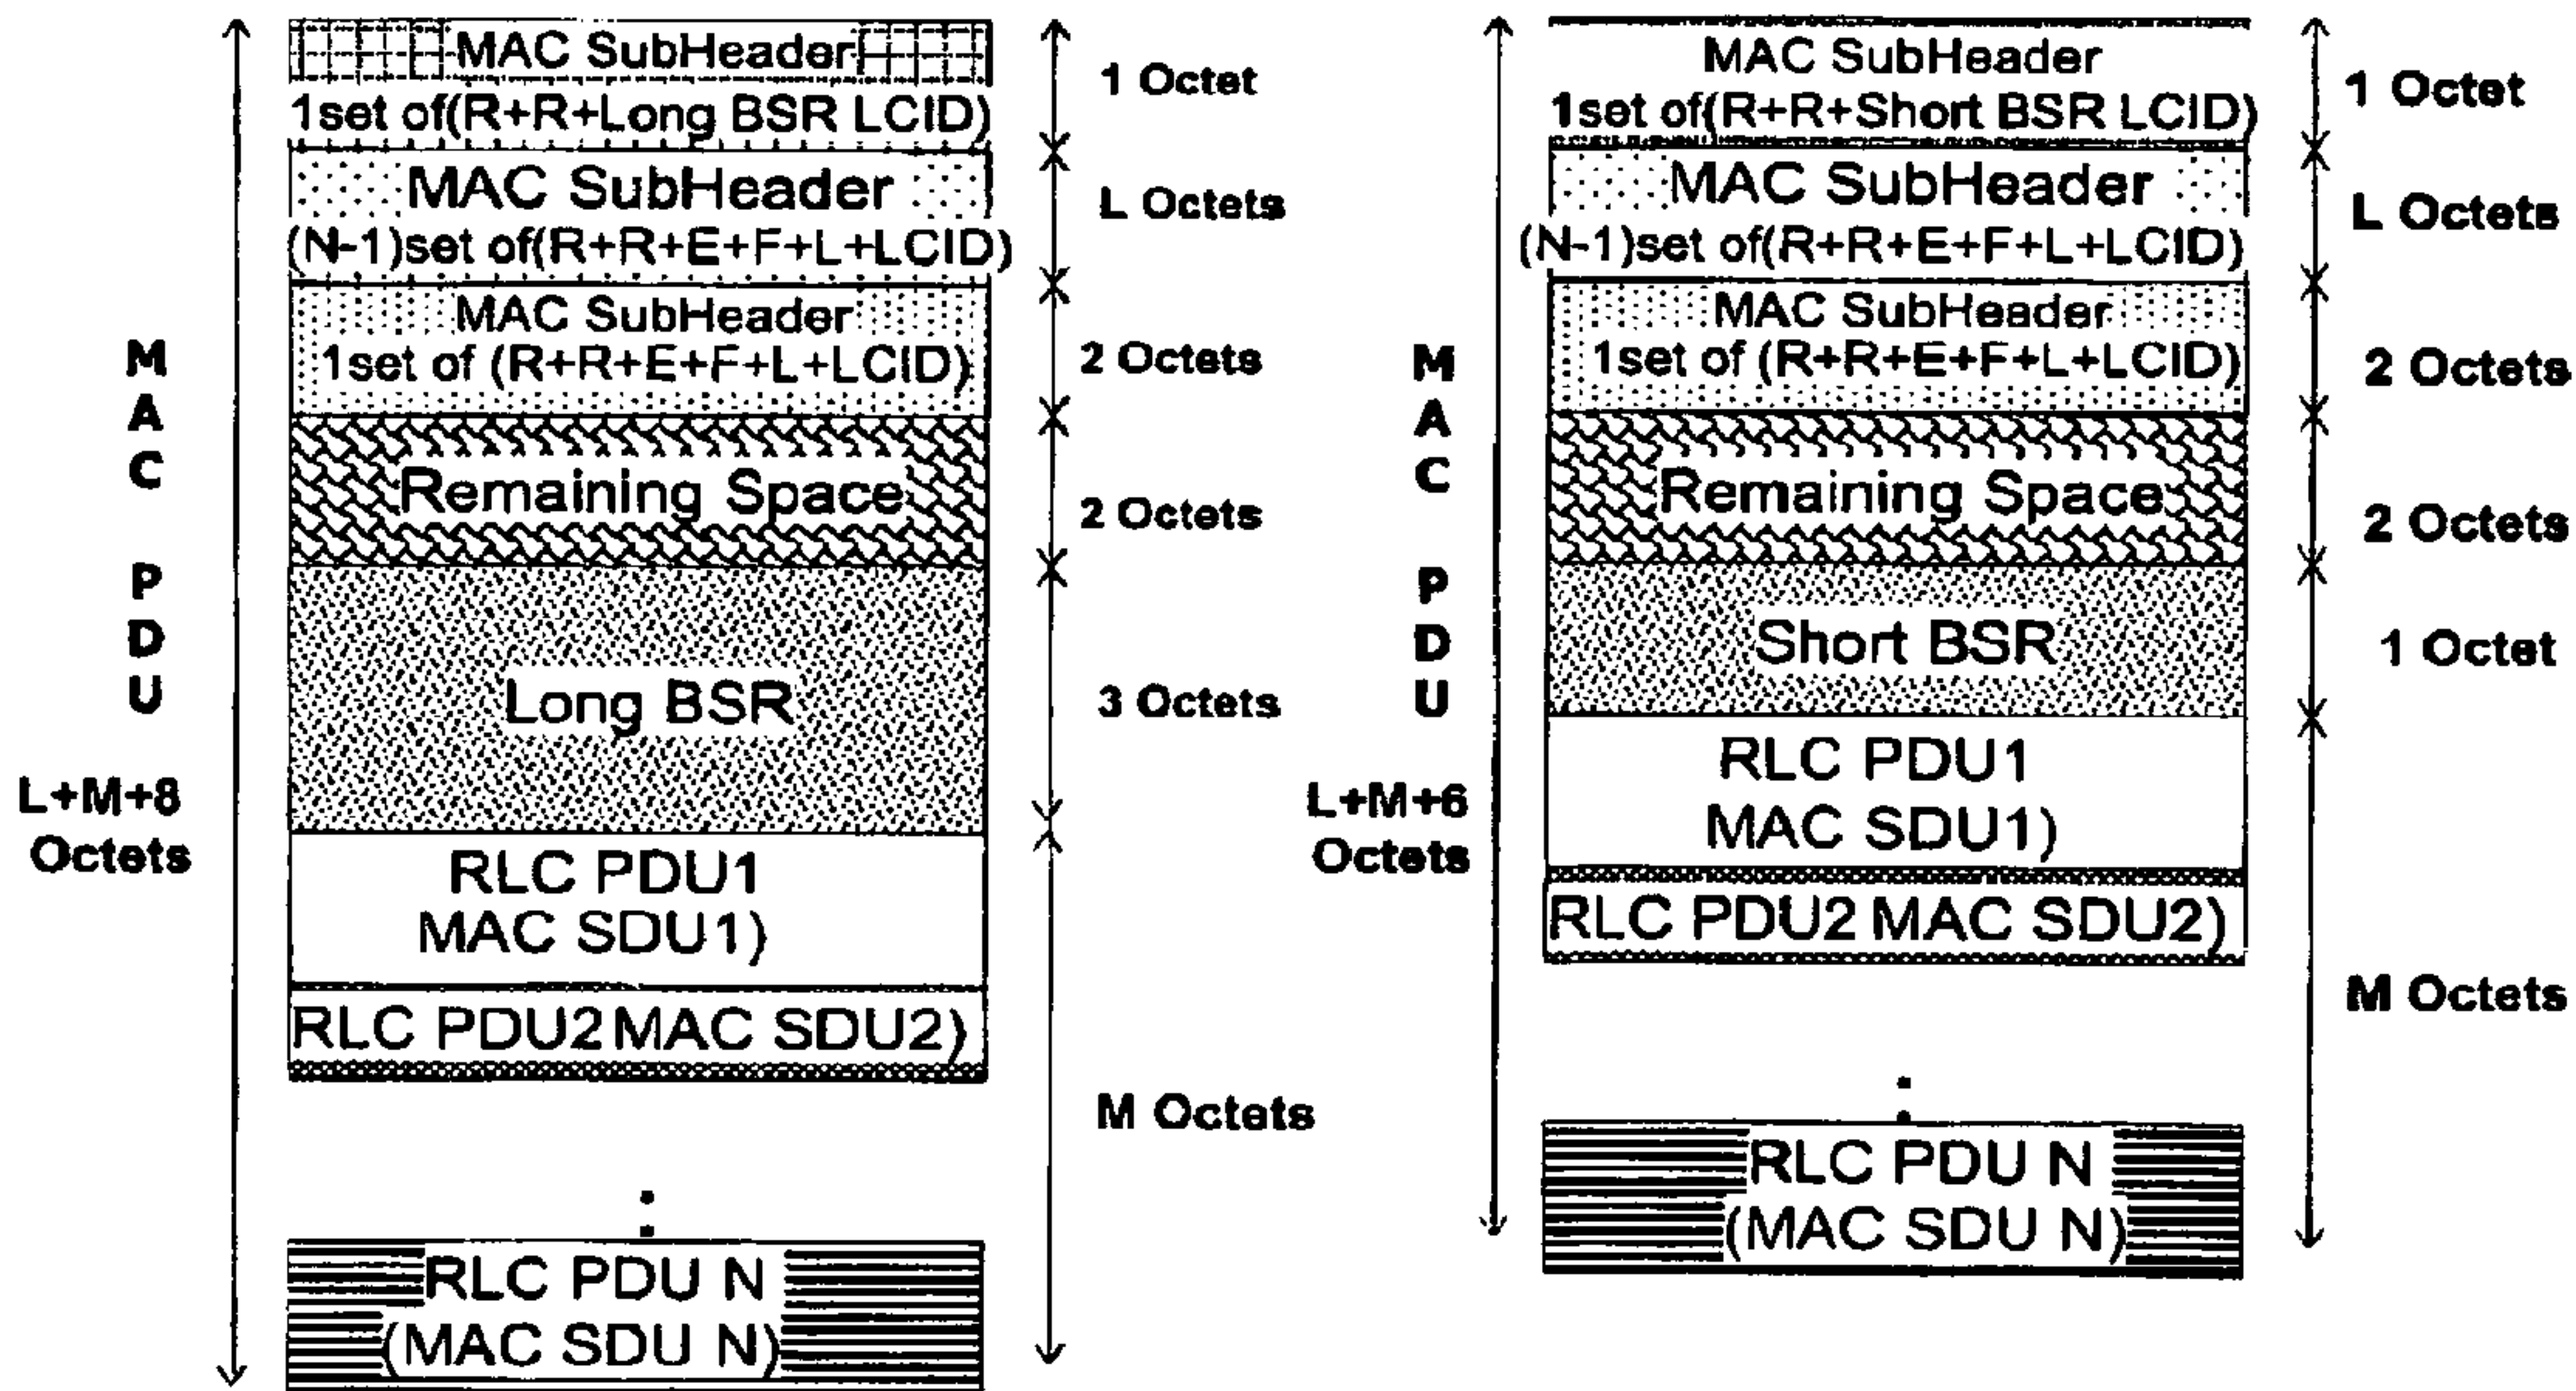 MAC SubHeader
1set of(R+R+Long BSR LCID)
MAC SubHeader
(N-1)set of(R+R+E+F+L+LCID)
MAC SubHeader
1set of (R+R+E+F+L+LCID)
Remaining Space
Long BSR
RLC PDU1
MAC SDU1)
RLC PDU2 MAC SDU2)
RLC PDU N
(MAC SDU N)
MAC PDU
L+M+8
Octets
1 Octet
L Octets
2 Octets
2 Octets
3 Octets
M Octets
MAC SubHeader
1set of(R+R+Short BSR LCID)
MAC SubHeader
(N-1)set of(R+R+E+F+L+LCID)
MAC SubHeader
1set of (R+R+E+F+L+LCID)
Remaining Space
Short BSR
RLC PDU1
MAC SDU1)
RLC PDU2 MAC SDU2)
RLC PDU N
(MAC SDU N)
MAC PDU
L+M+6
Octets
1 Octet
L Octets
2 Octets
2 Octets
1 Octet
M Octets